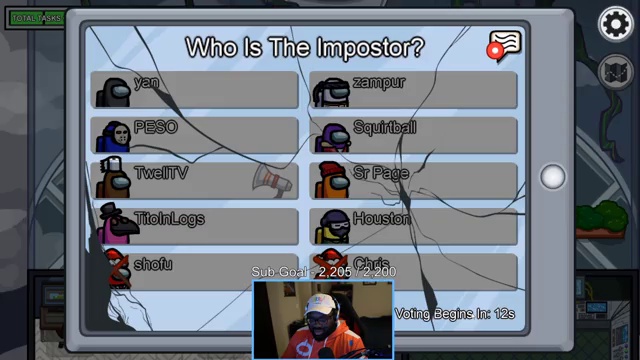 TOTAL TASKS
Who Is The Impostor?
yan
zampur
PESO
Squirtball
TwellTV
Sr Page
TitoInLogs
Houston
shofu
Chris
Sub-Goal - 2,205 / 2,200
Voting Begins In: 12s